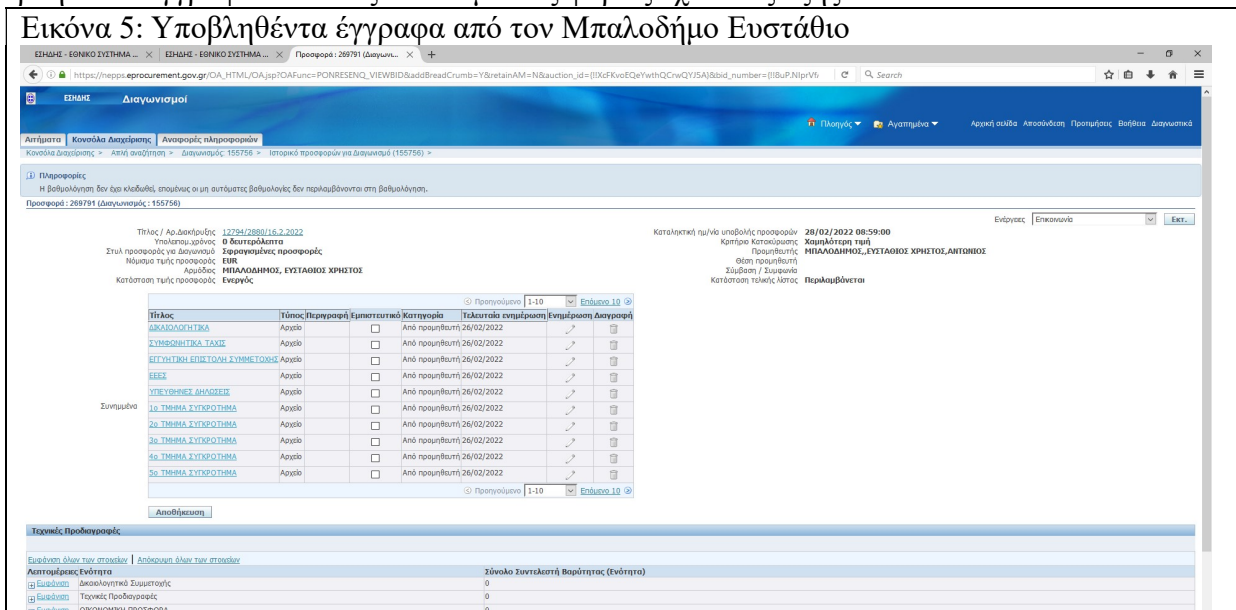 Εικόνα 5: Υποβληθέντα έγγραφα από τον Μπαλοδήμο Ευστάθιο
ΕΣΗΔΗΣ - ΕΘΝΙΚΟ ΣΥΣΤΗΜΑ ... ΕΣΗΔΗΣ - ΕΘΝΙΚΟ ΣΥΣΤΗΜΑ ... Προσφορά : 269791 (Διαγωνι...
https://nepps.eprocurement.gov.gr/OA_HTML/OA.jsp?OAFunc=PONRESENQ_VIEWBID&addBreadCrumb=Y&retainAM=N&auction_id= Search
ΕΣΗΔΗΣ Διαγωνισμοί
Πλοηγός Αγαπημένα Αρχική σελίδα Αποσύνδεση Προτιμήσεις Βοήθεια Διαγνωστικά
Αιτήματα Κονσόλα Διαχείρισης Αναφορές πληροφοριών
Κονσόλα Διαχείρισης > Απλή αναζήτηση > Διαγωνισμός: 155756 > Ιστορικό προσφορών για Διαγωνισμό (155756) >
Πληροφορίες
Η βαθμολόγηση δεν έχει κλειδωθεί, επομένως οι μη αυτόματες βαθμολογίες δεν περιλαμβάνονται στη βαθμολόγηση.
Προσφορά : 269791 (Διαγωνισμός : 155756)
Ενέργειες Επικοινωνία Εκτ.
Τίτλος / Αρ.Διακήρυξης 12794/2880/16.2.2022 Καταληκτική ημ/νία υποβολής προσφορών 28/02/2022 08:59:00
Υπολειπομ.χρόνος 0 δευτερόλεπτα Κριτήριο Κατακύρωσης Χαμηλότερη τιμή
Στυλ προσφοράς για Διαγωνισμό Σφραγισμένες προσφορές Προμηθευτής ΜΠΑΛΟΔΗΜΟΣ,,ΕΥΣΤΑΘΙΟΣ ΧΡΗΣΤΟΣ,ΑΝΤΩΝΙΟΣ
Νόμισμα τιμής προσφοράς EUR Θέση προμηθευτή
Αρμόδιος ΜΠΑΛΟΔΗΜΟΣ, ΕΥΣΤΑΘΙΟΣ ΧΡΗΣΤΟΣ Σύμβαση / Συμφωνία
Κατάσταση τιμής προσφοράς Ενεργός Κατάσταση τελικής λίστας Περιλαμβάνεται
Προηγούμενο 1-10 Επόμενο 10
Τίτλος Τύπος Περιγραφή Εμπιστευτικό Κατηγορία Τελευταία ενημέρωση Ενημέρωση Διαγραφή
ΔΙΚΑΙΟΛΟΓΗΤΙΚΑ Αρχείο Από προμηθευτή 26/02/2022
ΣΥΜΦΩΝΗΤΙΚΑ ΤΑΧΙΣ Αρχείο Από προμηθευτή 26/02/2022
ΕΓΓΥΗΤΙΚΗ ΕΠΙΣΤΟΛΗ ΣΥΜΜΕΤΟΧΗΣ Αρχείο Από προμηθευτή 26/02/2022
ΕΕΕΣ Αρχείο Από προμηθευτή 26/02/2022
ΥΠΕΥΘΗΝΕΣ ΔΗΛΩΣΕΙΣ Αρχείο Από προμηθευτή 26/02/2022
Συνημμένα 1ο ΤΜΗΜΑ ΣΥΓΚΡΟΤΗΜΑ Αρχείο Από προμηθευτή 26/02/2022
2ο ΤΜΗΜΑ ΣΥΓΚΡΟΤΗΜΑ Αρχείο Από προμηθευτή 26/02/2022
3ο ΤΜΗΜΑ ΣΥΓΚΡΟΤΗΜΑ Αρχείο Από προμηθευτή 26/02/2022
4ο ΤΜΗΜΑ ΣΥΓΚΡΟΤΗΜΑ Αρχείο Από προμηθευτή 26/02/2022
5ο ΤΜΗΜΑ ΣΥΓΚΡΟΤΗΜΑ Αρχείο Από προμηθευτή 26/02/2022
Προηγούμενο 1-10 Επόμενο 10
Αποθήκευση
Τεχνικές Προδιαγραφές
Εμφάνιση όλων των στοιχείων | Απόκρυψη όλων των στοιχείων
Λεπτομέρειες Ενότητα Σύνολο Συντελεστή Βαρύτητας (Ενότητα)
Εμφάνιση Δικαιολογητικά Συμμετοχής 0
Εμφάνιση Τεχνικές Προδιαγραφές 0